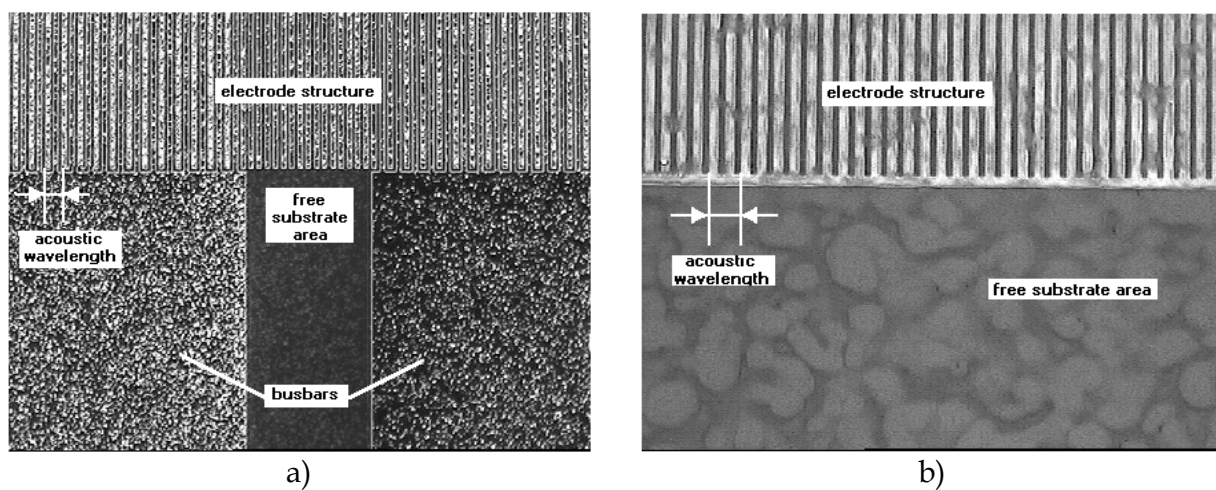 electrode structure
free
substrate
area
acoustic
wavelength
busbars
a)
electrode structure
acoustic
wavelength
free substrate area
b)